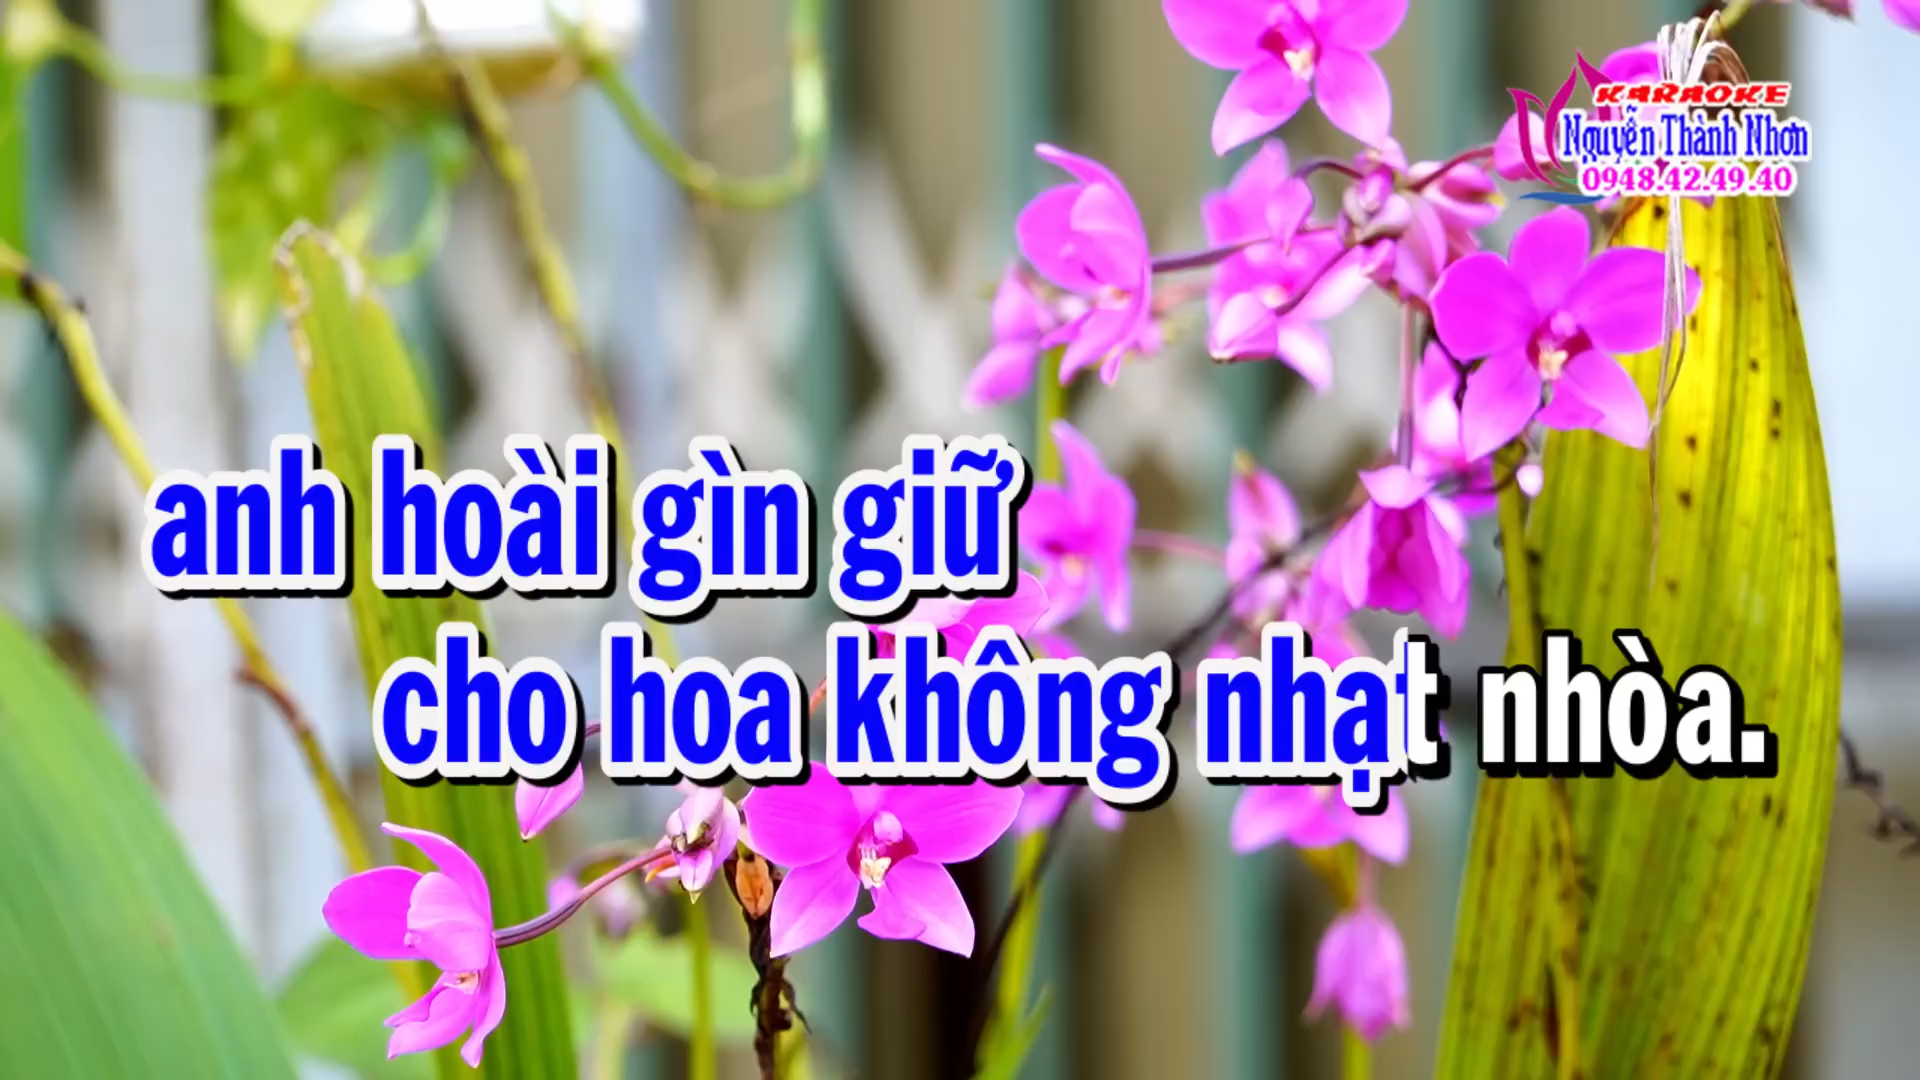 KARAOKE
Nguyễn Thành Nhơn
0948.42.49.40
anh hoài gìn giữ
cho hoa không nhạt nhòa.